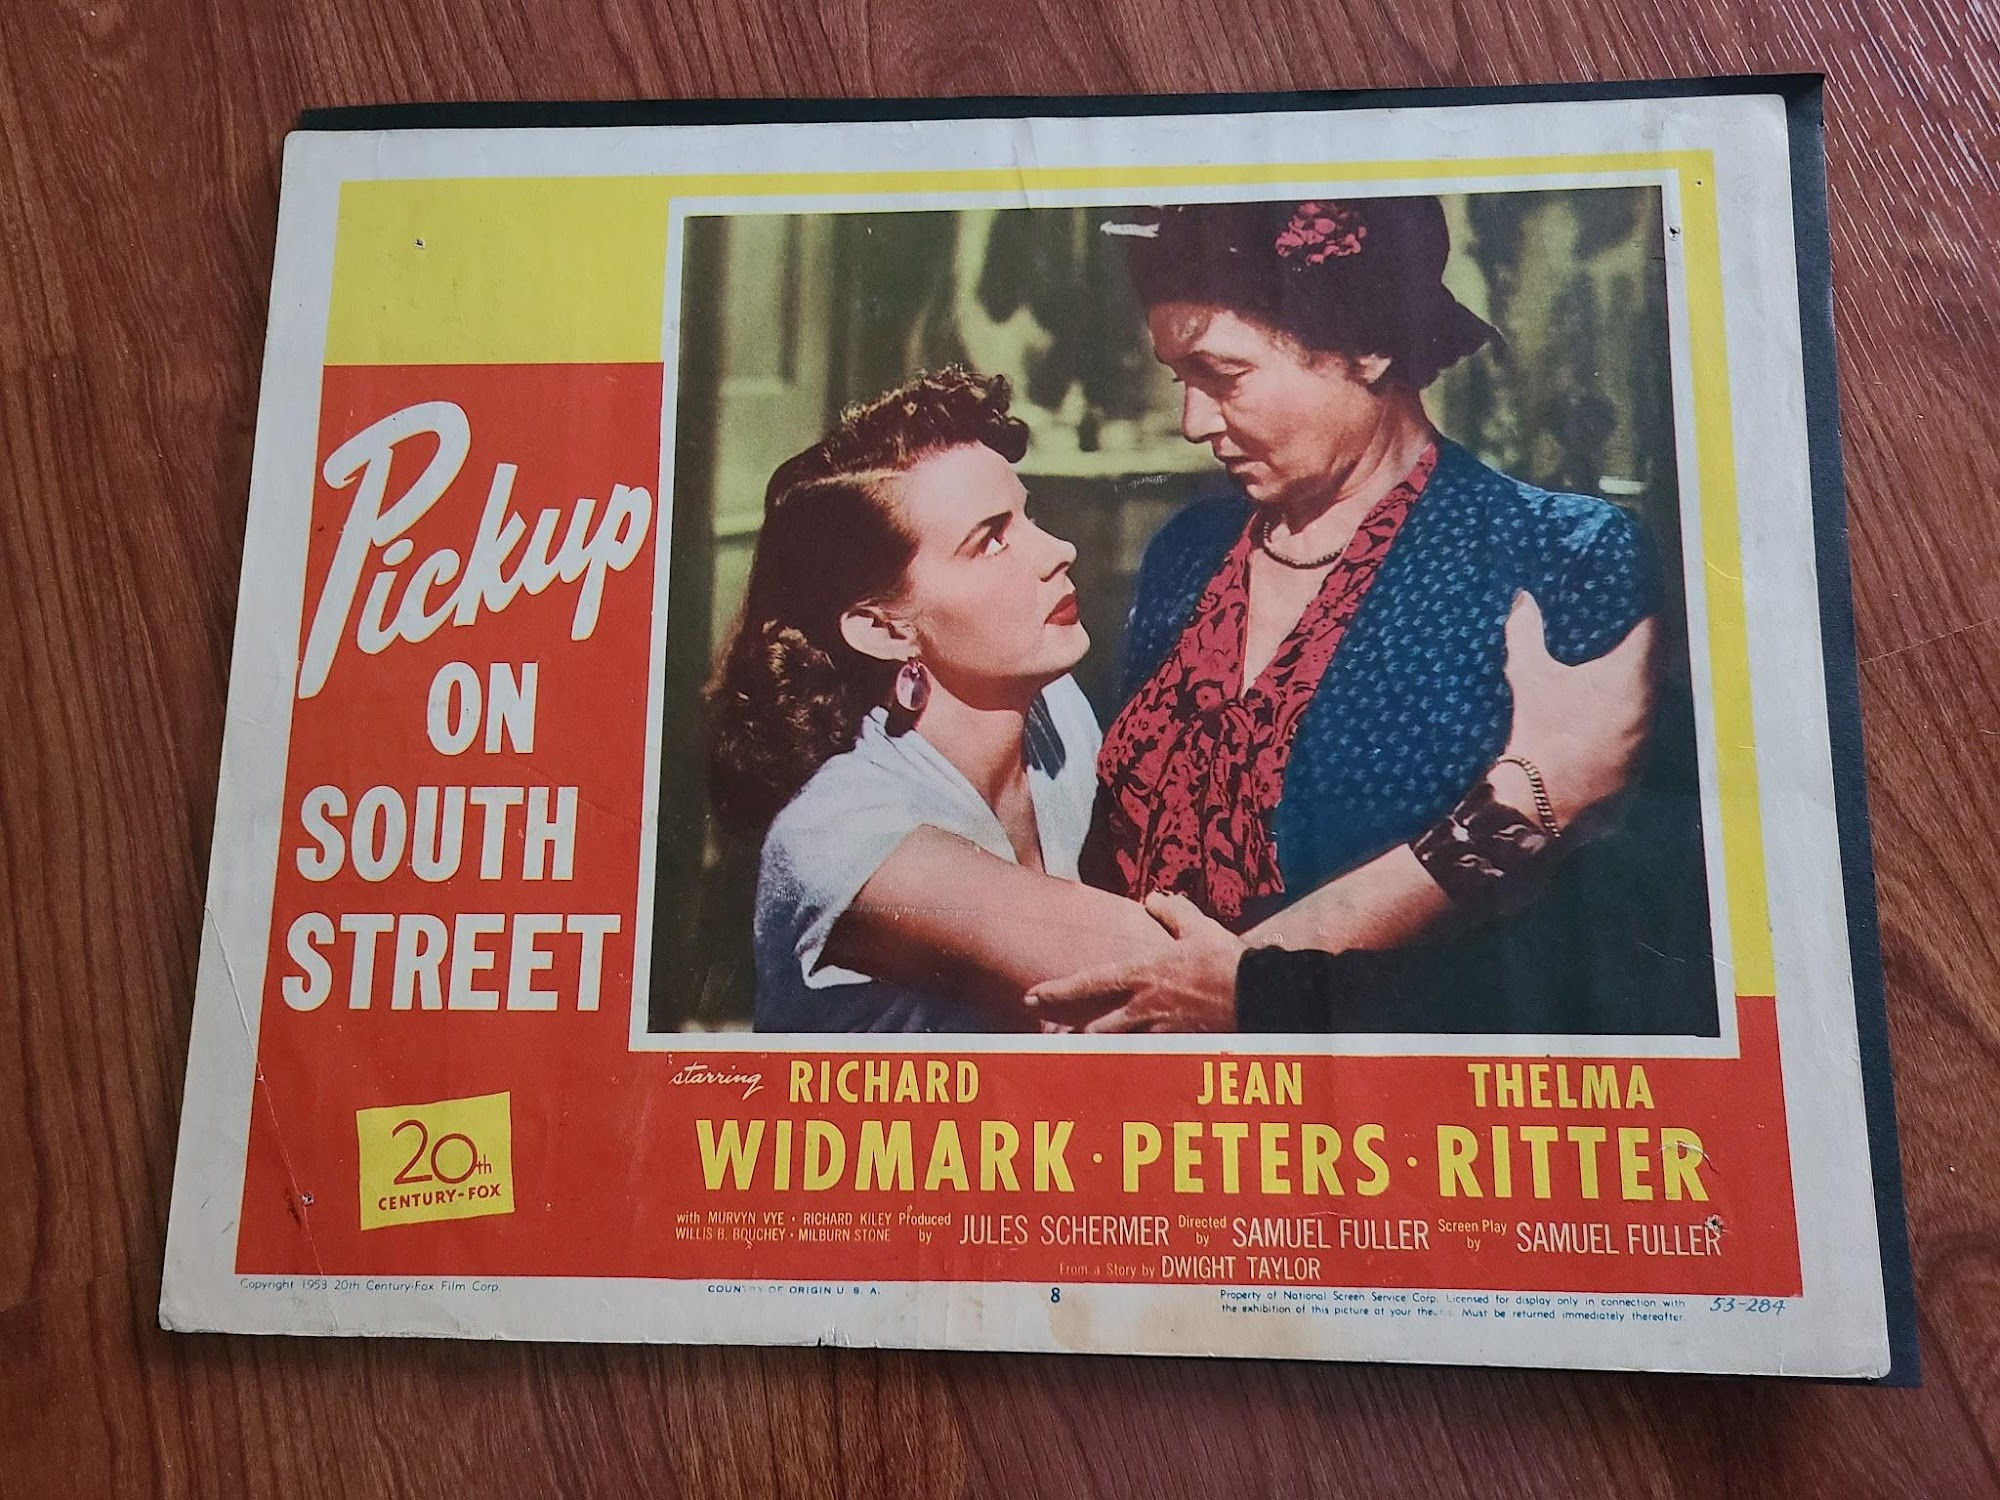 Pickup
ON
SOUTH
STREET
20th
CENTURY-FOX
starring RICHARD WIDMARK · JEAN PETERS · THELMA RITTER
with MURVYN VYE · RICHARD KILEY
WILLIS B. BOUCHEY · MILBURN STONE
Produced by JULES SCHERMER Directed by SAMUEL FULLER Screen Play by SAMUEL FULLER
From a Story by DWIGHT TAYLOR
Copyright 1953 20th Century-Fox Film Corp.
COUNTRY OF ORIGIN U. S. A.
8
Property of National Screen Service Corp. Licensed for display only in connection with
the exhibition of this picture at your Must be returned immediately thereafter.
53-284